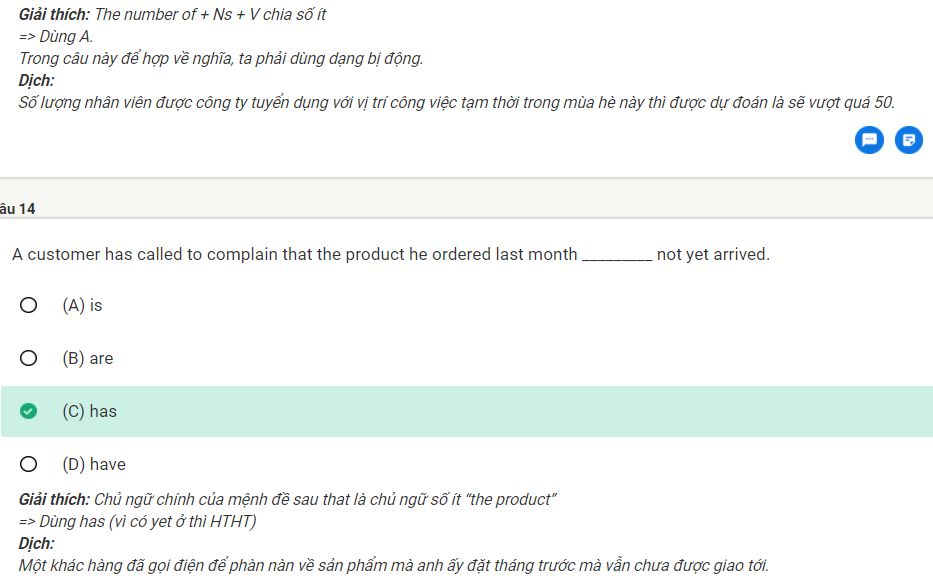 Giải thích: The number of + Ns + V chia số ít
=> Dùng A.
Trong câu này để hợp về nghĩa, ta phải dùng dạng bị động.
Dịch:
Số lượng nhân viên được công ty tuyển dụng với vị trí công việc tạm thời trong mùa hè này thì được dự đoán là sẽ vượt quá 50.
âu 14
A customer has called to complain that the product he ordered last month _________ not yet arrived.
(A) is
(B) are
(C) has
(D) have
Giải thích: Chủ ngữ chính của mệnh đề sau that là chủ ngữ số ít “the product”
=> Dùng has (vì có yet ở thì HTHT)
Dịch:
Một khác hàng đã gọi điện để phàn nàn về sản phẩm mà anh ấy đặt tháng trước mà vẫn chưa được giao tới.